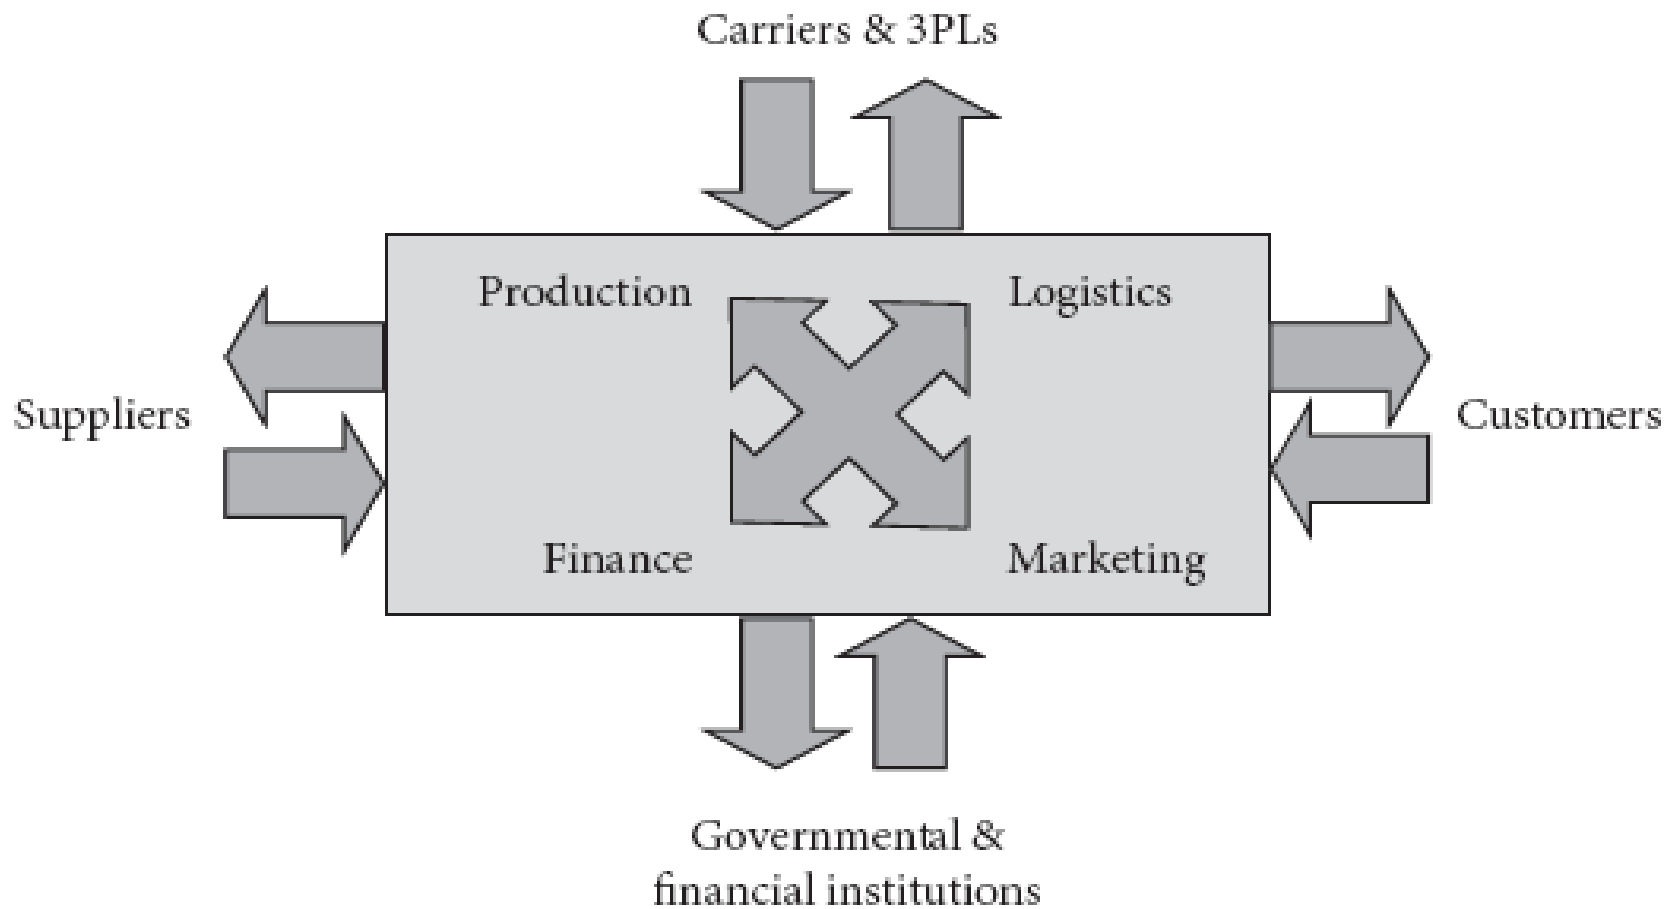 Carriers & 3PLs
Production
Logistics
Suppliers
Customers
Finance
Marketing
Governmental &
financial institutions